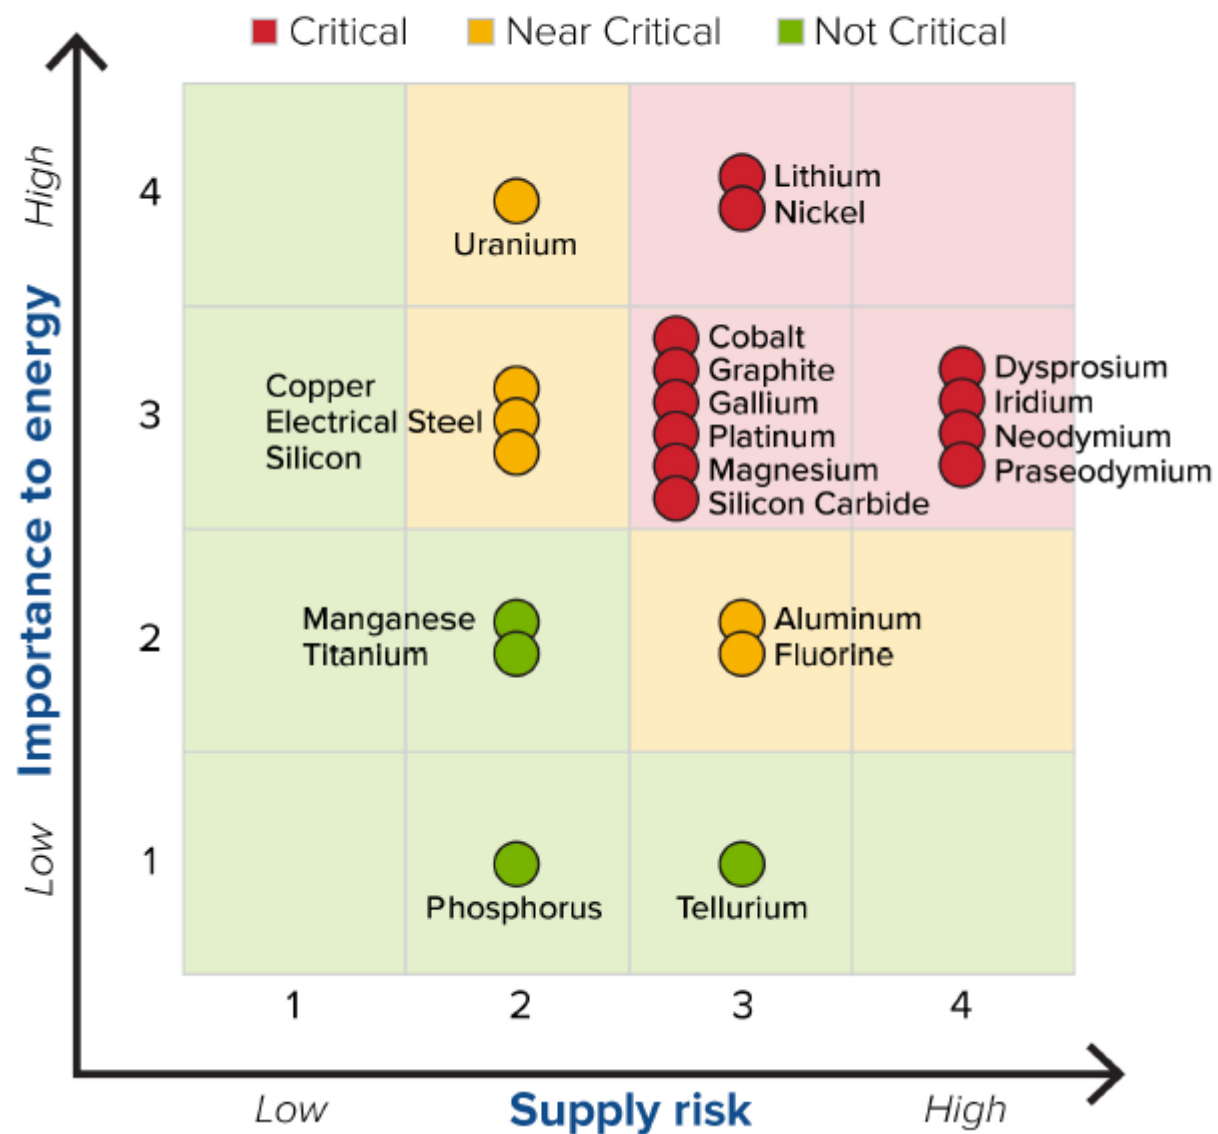 Critical Near Critical Not Critical
High
Importance to energy
Low
4
3
2
1
Uranium
Lithium
Nickel
Copper
Electrical Steel
Silicon
Cobalt
Graphite
Gallium
Platinum
Magnesium
Silicon Carbide
Dysprosium
Iridium
Neodymium
Praseodymium
Manganese
Titanium
Aluminum
Fluorine
Phosphorus
Tellurium
1 2 3 4
Low Supply risk High